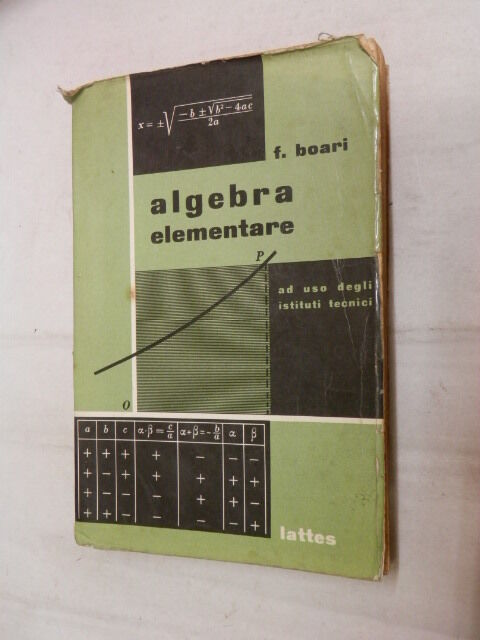 x = ±√((-b ± √(b² - 4ac))/2a)
f. boari
algebra
elementare
P
ad uso degli
istituti tecnici
O
a b c α·β = c/a α+β = -b/a α β
+ + + + − − −
+ − + + + + +
+ − − − + − +
+ + − − − − +
lattes